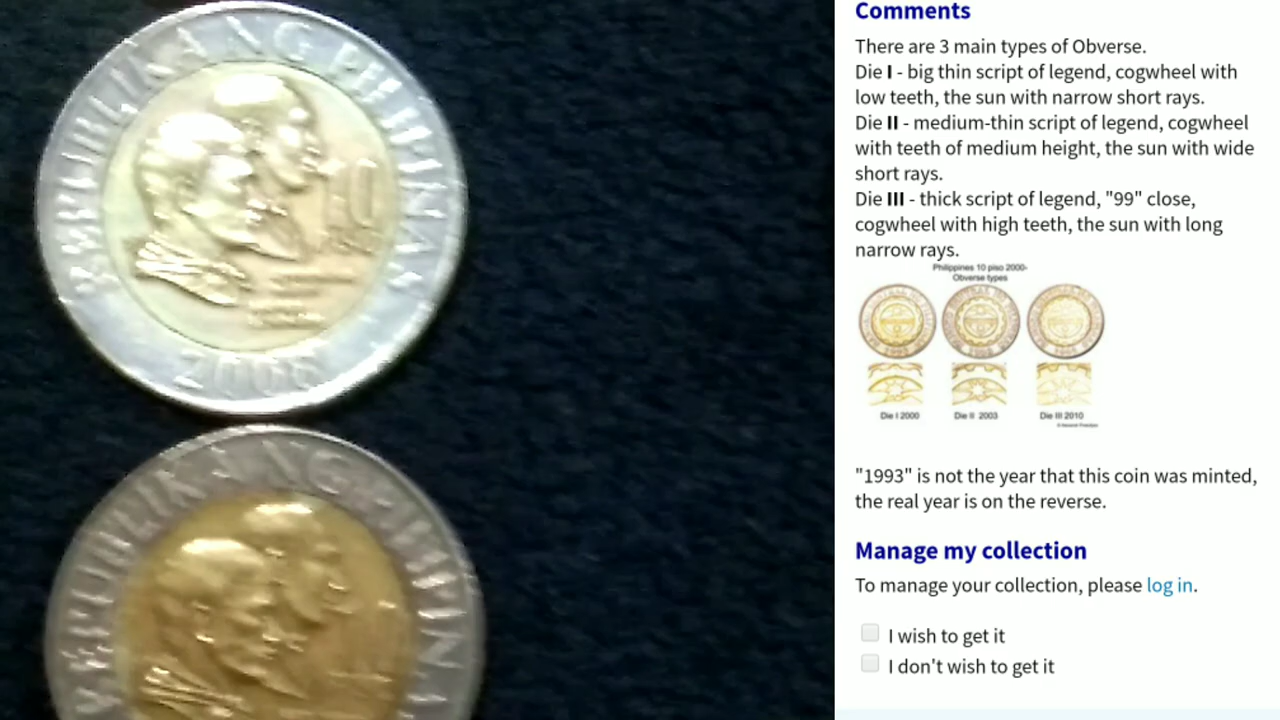 REPUBLIKA NG PILIPINAS
10
2006
Comments
There are 3 main types of Obverse.
Die I - big thin script of legend, cogwheel with
low teeth, the sun with narrow short rays.
Die II - medium-thin script of legend, cogwheel
with teeth of medium height, the sun with wide
short rays.
Die III - thick script of legend, "99" close,
cogwheel with high teeth, the sun with long
narrow rays.
Philippines 10 piso 2000-
Obverse types
Die I 2000
Die II 2003
Die III 2010
"1993" is not the year that this coin was minted,
the real year is on the reverse.
Manage my collection
To manage your collection, please log in.
I wish to get it
I don't wish to get it